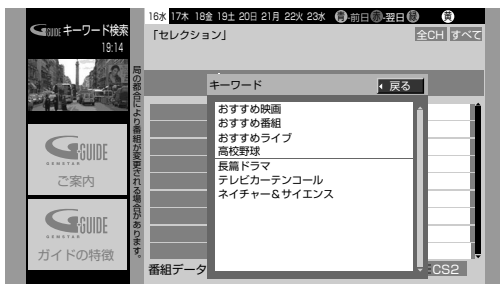 G GUIDE キーワード検索
19:14
16水 17木 18金 19土 20日 21月 22火 23水 青-前日 赤-翌日 緑 黄
「セレクション」
全CH すべて
局の都合により番組が変更される場合があります。
キーワード
戻る
おすすめ映画
おすすめ番組
おすすめライブ
高校野球
長篇ドラマ
テレビカーテンコール
ネイチャー&サイエンス
G GUIDE
GEMSTAR
ご案内
G GUIDE
GEMSTAR
ガイドの特徴
番組データ
CS2